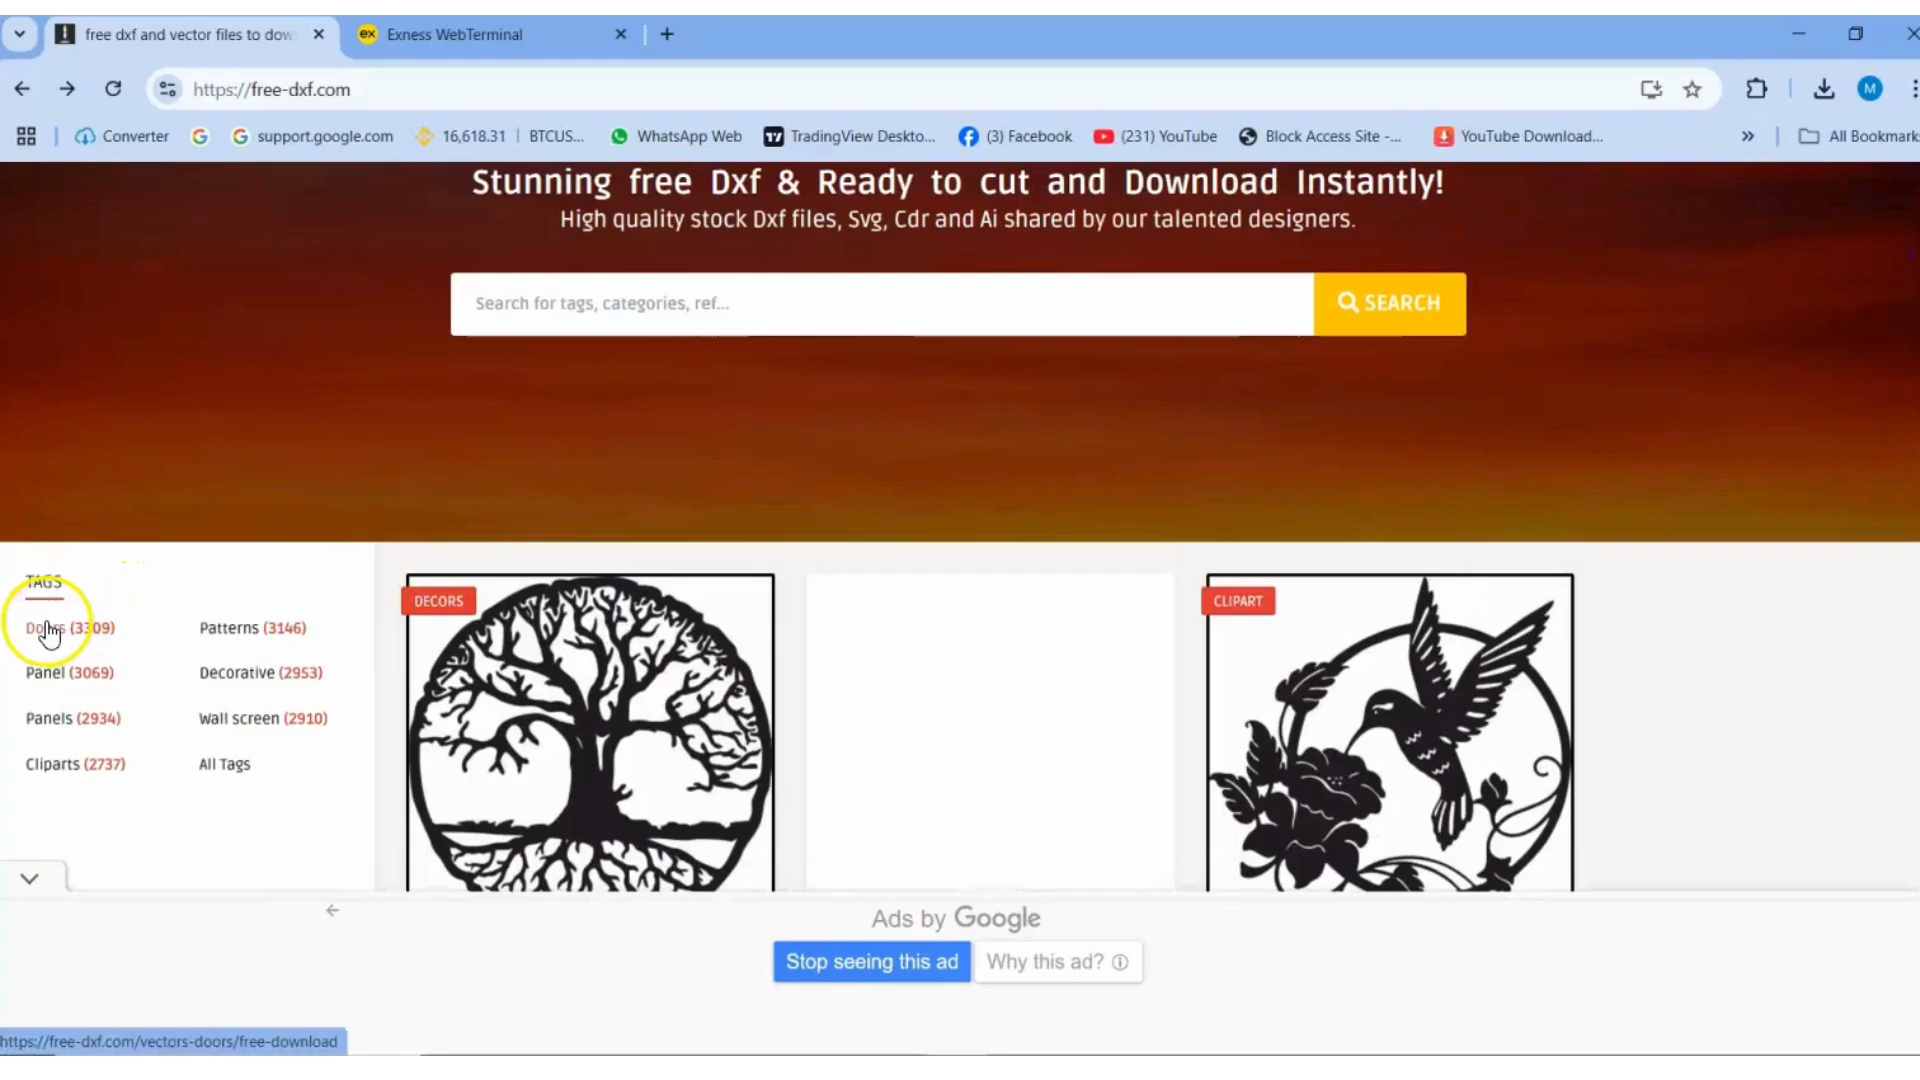 free dxf and vector files to dow
Exness WebTerminal
https://free-dxf.com
M
Converter
support.google.com
16,618.31 | BTCUS...
WhatsApp Web
TradingView Deskto...
(3) Facebook
(231) YouTube
Block Access Site -...
YouTube Download...
All Bookmark
Stunning free Dxf & Ready to cut and Download Instantly!
High quality stock Dxf files, Svg, Cdr and Ai shared by our talented designers.
Search for tags, categories, ref...
SEARCH
TAGS
Doors (3309)
Patterns (3146)
Panel (3069)
Decorative (2953)
Panels (2934)
Wall screen (2910)
Cliparts (2737)
All Tags
DECORS
CLIPART
Ads by Google
Stop seeing this ad
Why this ad?
https://free-dxf.com/vectors-doors/free-download